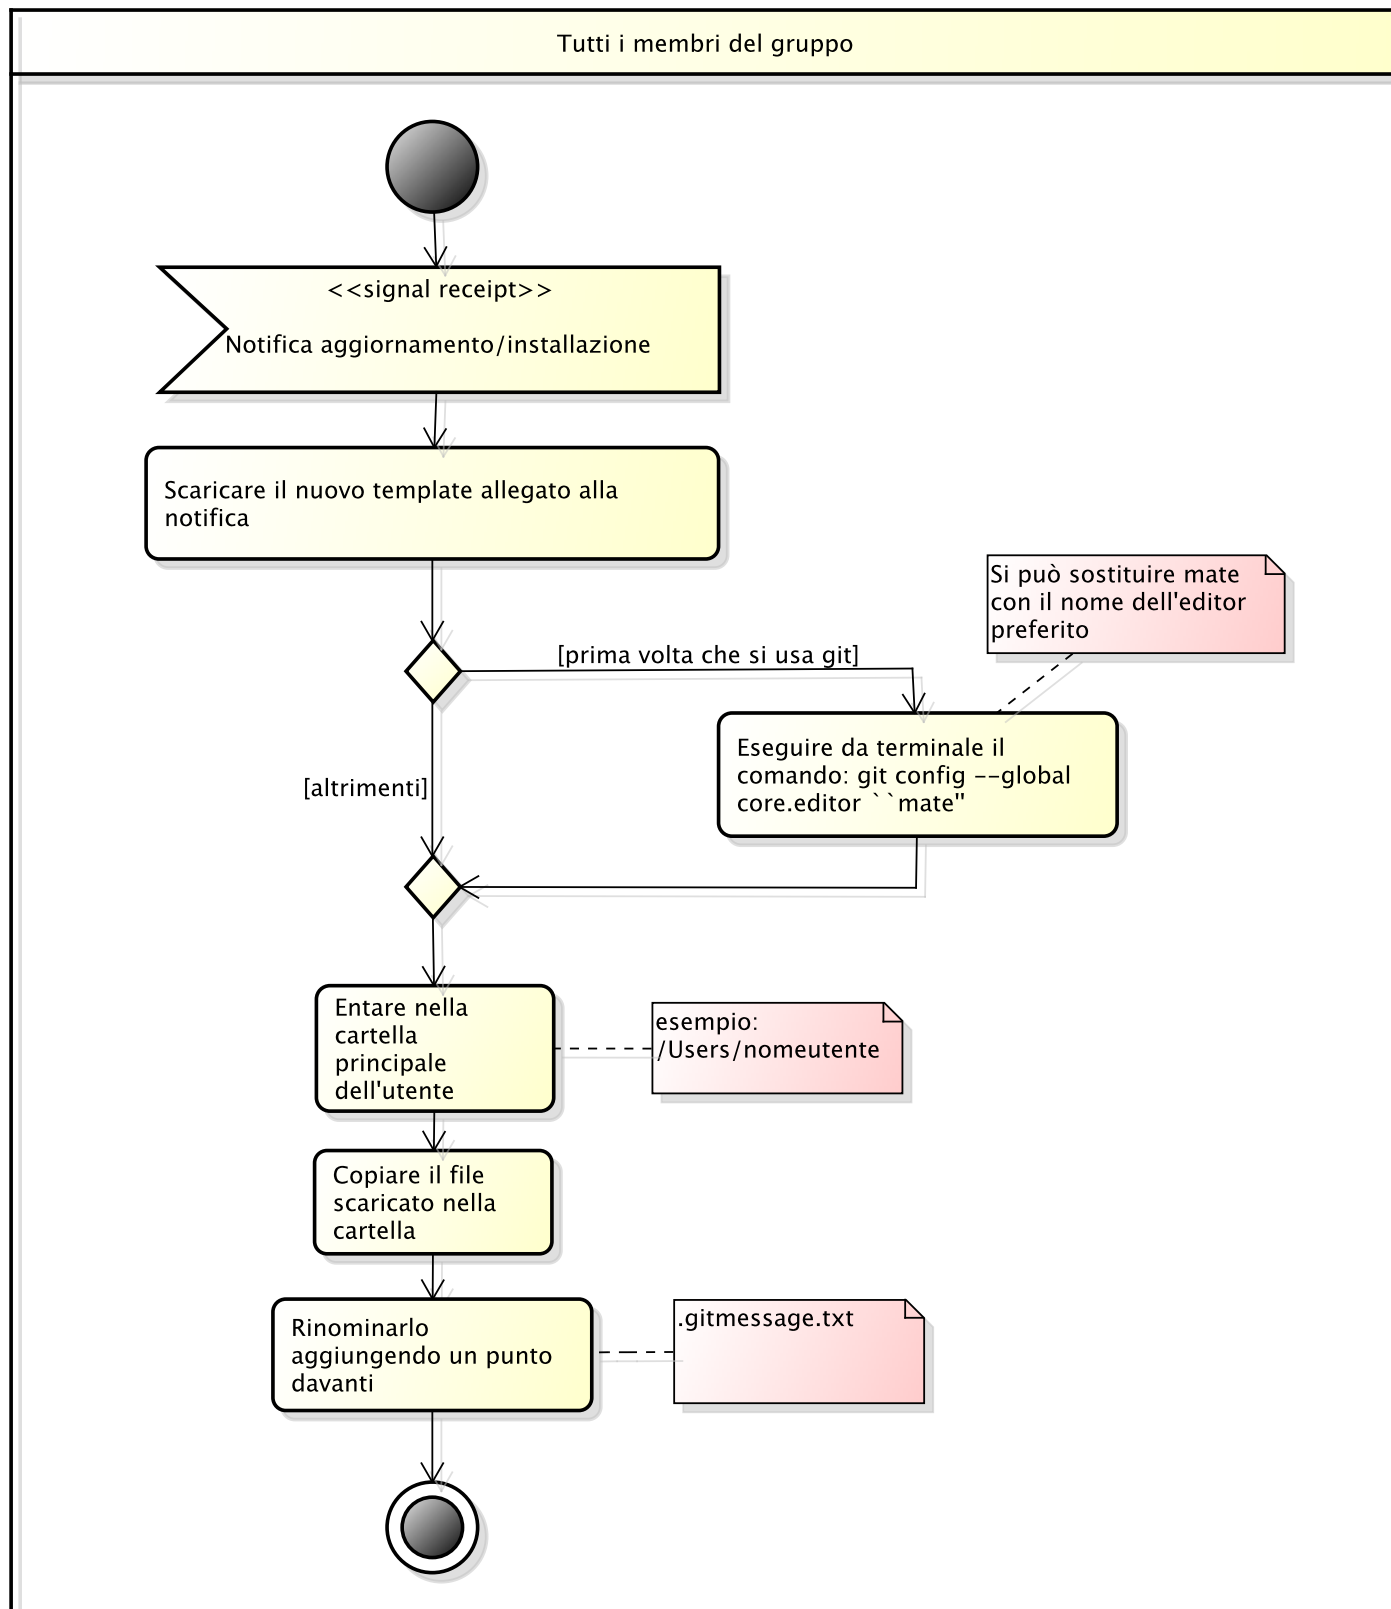 Tutti i membri del gruppo
<<signal receipt>>
Notifica aggiornamento/installazione
Scaricare il nuovo template allegato alla
notifica
Si può sostituire mate
con il nome dell'editor
preferito
[prima volta che si usa git]
Eseguire da terminale il
comando: git config --global
core.editor ``mate"
[altrimenti]
Entare nella
cartella
principale
dell'utente
esempio:
/Users/nomeutente
Copiare il file
scaricato nella
cartella
Rinominarlo
aggiungendo un punto
davanti
.gitmessage.txt